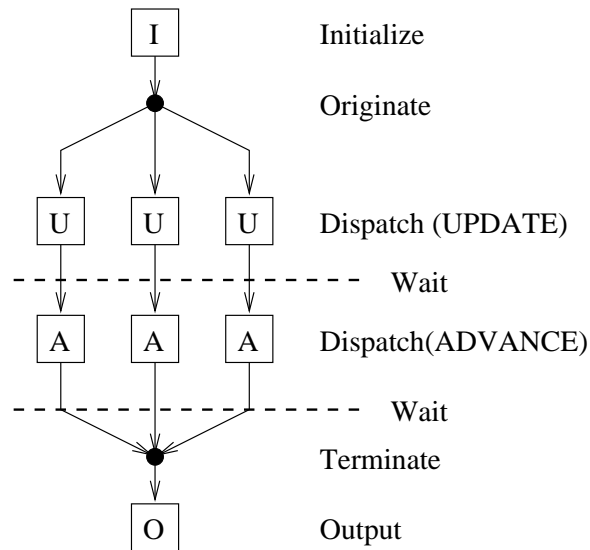 I Initialize
Originate
U U U Dispatch (UPDATE)
Wait
A A A Dispatch(ADVANCE)
Wait
Terminate
O Output